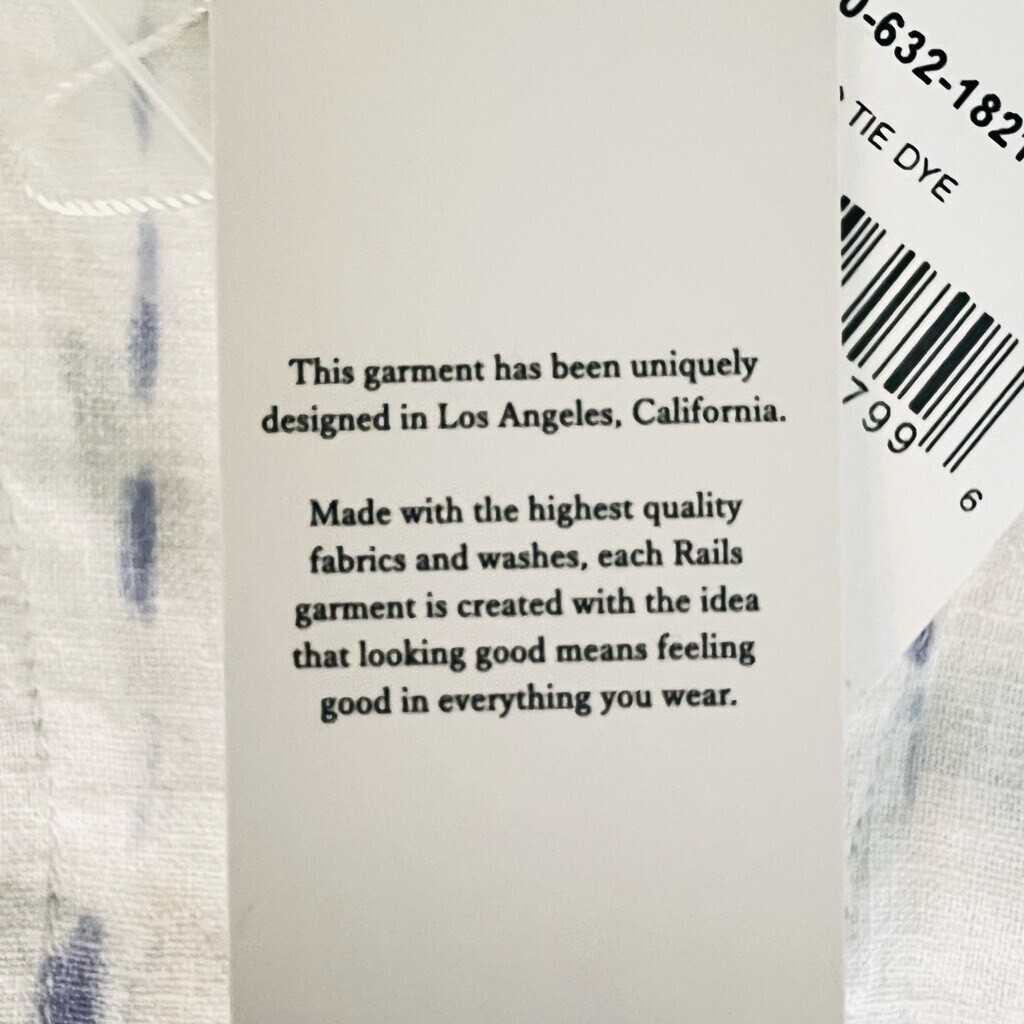 This garment has been uniquely
designed in Los Angeles, California.
Made with the highest quality
fabrics and washes, each Rails
garment is created with the idea
that looking good means feeling
good in everything you wear.
-632-182
TIE DYE
799
6